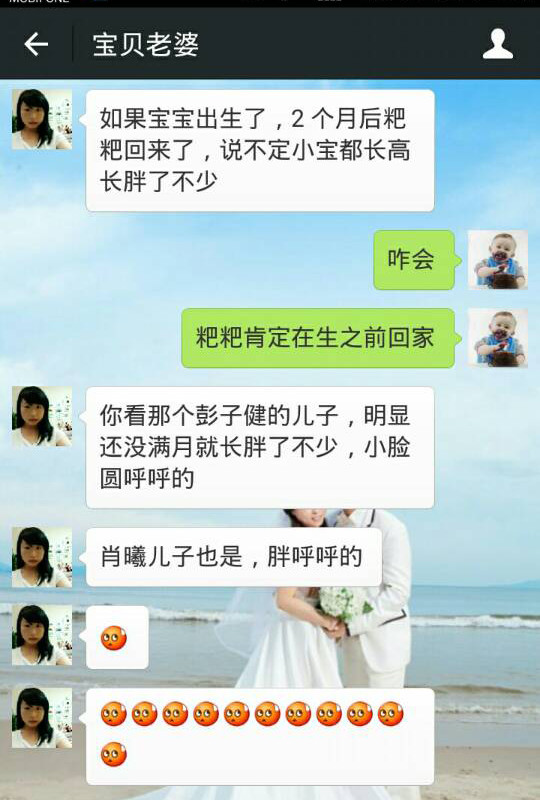 宝贝老婆
如果宝宝出生了，2个月后粑
粑回来了，说不定小宝都长高
长胖了不少
咋会
粑粑肯定在生之前回家
你看那个彭子健的儿子，明显
还没满月就长胖了不少，小脸
圆呼呼的
肖曦儿子也是，胖呼呼的